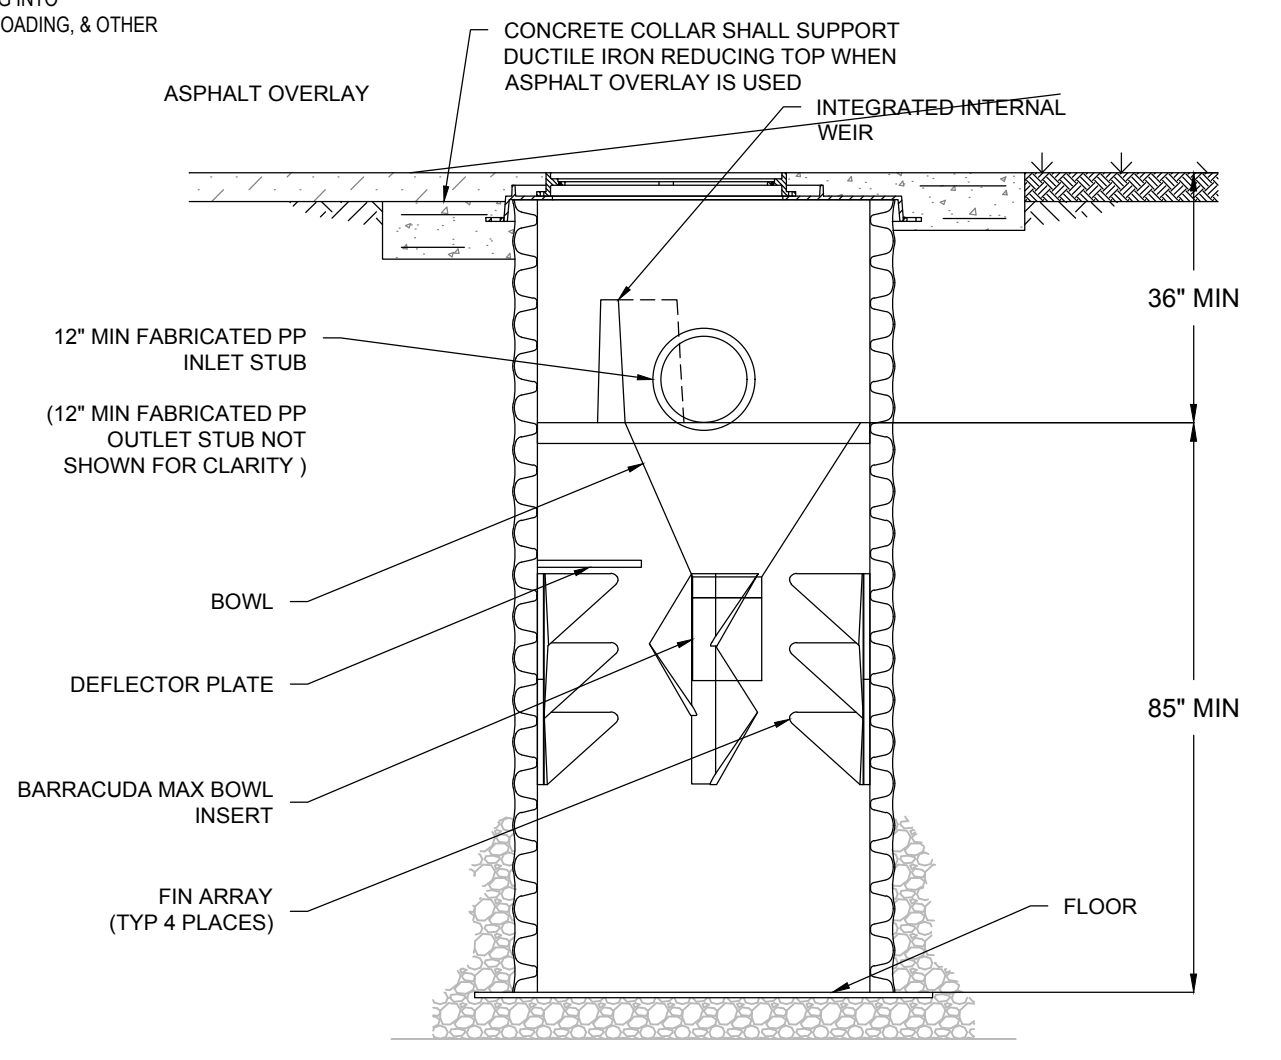 OADING, & OTHER
CONCRETE COLLAR SHALL SUPPORT
DUCTILE IRON REDUCING TOP WHEN
ASPHALT OVERLAY IS USED
ASPHALT OVERLAY
INTEGRATED INTERNAL
WEIR
36" MIN
12" MIN FABRICATED PP
INLET STUB
(12" MIN FABRICATED PP
OUTLET STUB NOT
SHOWN FOR CLARITY )
BOWL
DEFLECTOR PLATE
85" MIN
BARRACUDA MAX BOWL
INSERT
FIN ARRAY
(TYP 4 PLACES)
FLOOR